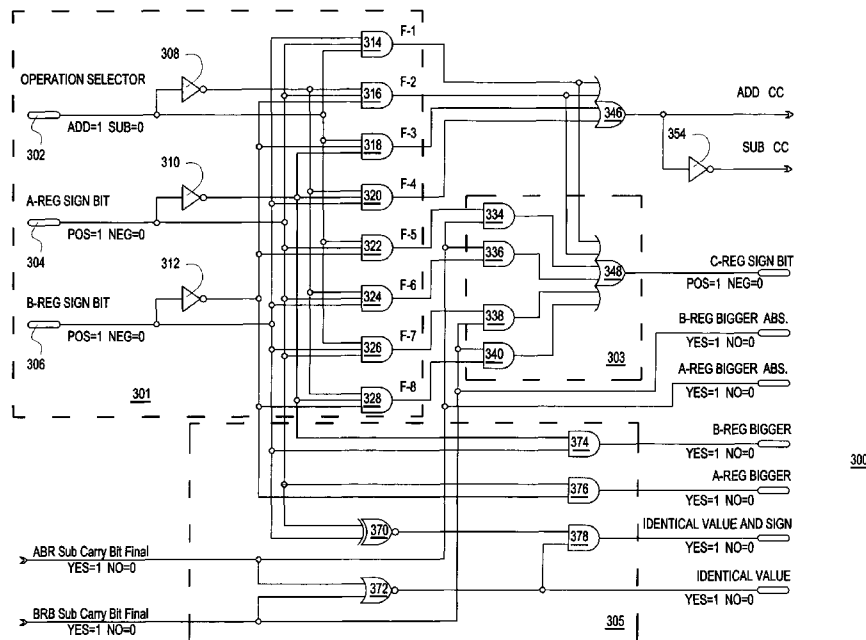 308
OPERATION SELECTOR
ADD=1 SUB=0
302
310
A-REG SIGN BIT
POS=1 NEG=0
304
312
B-REG SIGN BIT
POS=1 NEG=0
306
301
314
F-1
316
F-2
318
F-3
320
F-4
322
F-5
324
F-6
326
F-7
328
F-8
334
336
338
340
303
346
348
ADD CC
354
SUB CC
C-REG SIGN BIT
POS=1 NEG=0
B-REG BIGGER ABS.
YES=1 NO=0
A-REG BIGGER ABS.
YES=1 NO=0
374
B-REG BIGGER
YES=1 NO=0
300
376
A-REG BIGGER
YES=1 NO=0
370
378
IDENTICAL VALUE AND SIGN
YES=1 NO=0
ABR Sub Carry Bit Final
YES=1 NO=0
372
IDENTICAL VALUE
YES=1 NO=0
BRB Sub Carry Bit Final
YES=1 NO=0
305